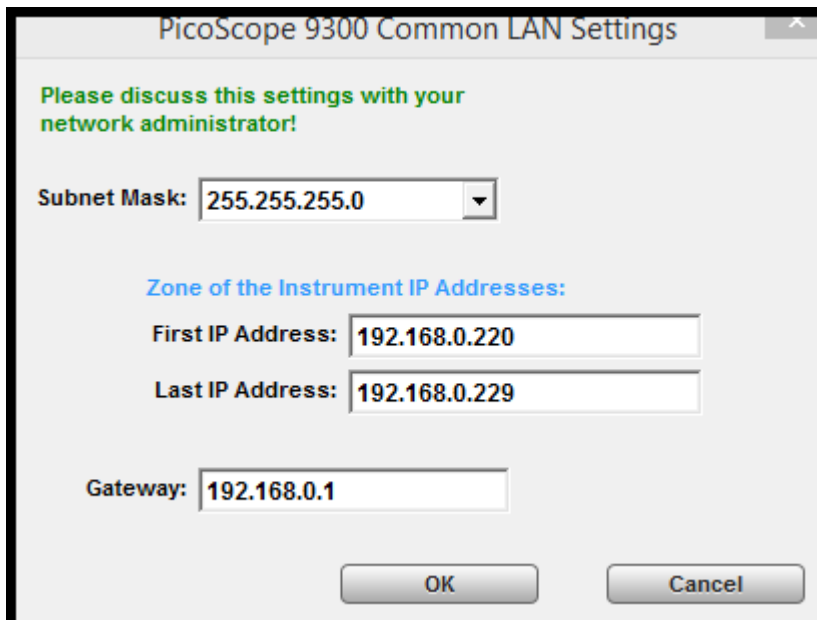 PicoScope 9300 Common LAN Settings
Please discuss this settings with your
network administrator!
Subnet Mask: 255.255.255.0
Zone of the Instrument IP Addresses:
First IP Address: 192.168.0.220
Last IP Address: 192.168.0.229
Gateway: 192.168.0.1
OK Cancel